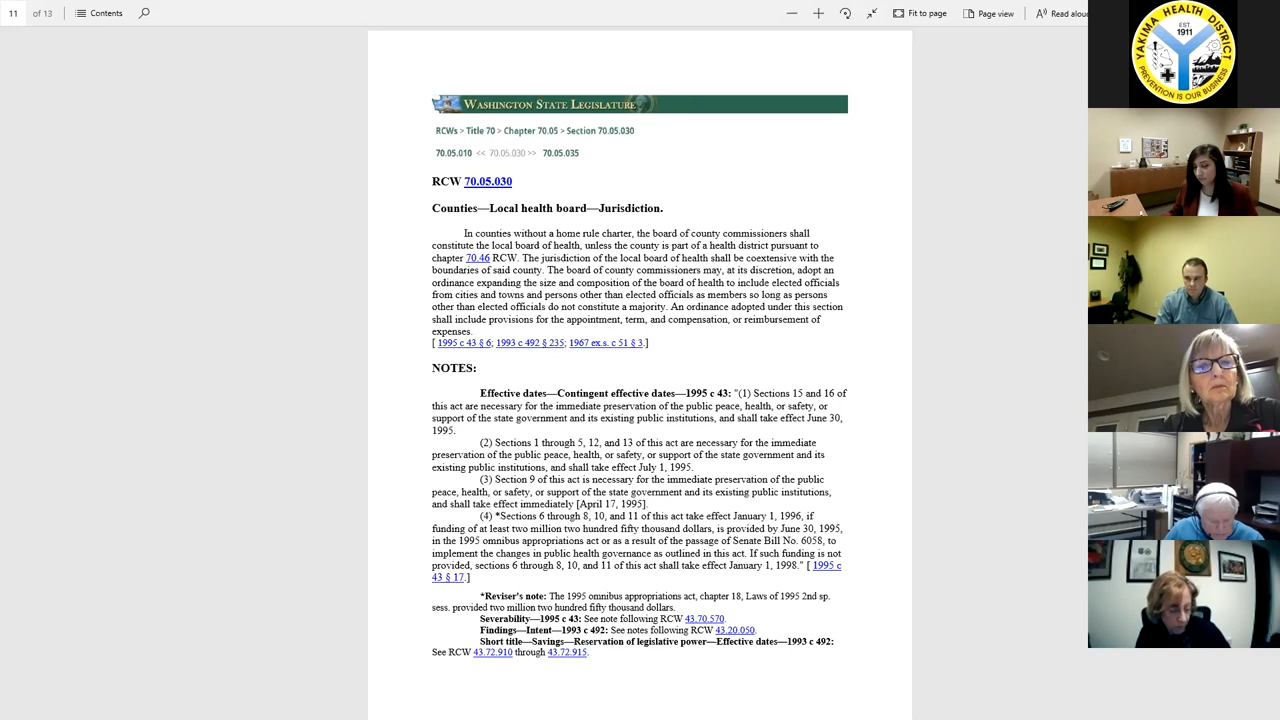 11 of 13 Contents Fit to page Page view Read alou
YAKIMA HEALTH DISTRICT
EST.
1911
PREVENTION IS OUR BUSINESS
WASHINGTON STATE LEGISLATURE
RCWs > Title 70 > Chapter 70.05 > Section 70.05.030
70.05.010 << 70.05.030 >> 70.05.035
RCW 70.05.030
Counties—Local health board—Jurisdiction.
In counties without a home rule charter, the board of county commissioners shall
constitute the local board of health, unless the county is part of a health district pursuant to
chapter 70.46 RCW. The jurisdiction of the local board of health shall be coextensive with the
boundaries of said county. The board of county commissioners may, at its discretion, adopt an
ordinance expanding the size and composition of the board of health to include elected officials
from cities and towns and persons other than elected officials as members so long as persons
other than elected officials do not constitute a majority. An ordinance adopted under this section
shall include provisions for the appointment, term, and compensation, or reimbursement of
expenses.
[ 1995 c 43 § 6; 1993 c 492 § 235; 1967 ex.s. c 51 § 3.]
NOTES:
Effective dates—Contingent effective dates—1995 c 43: "(1) Sections 15 and 16 of
this act are necessary for the immediate preservation of the public peace, health, or safety, or
support of the state government and its existing public institutions, and shall take effect June 30,
1995.
(2) Sections 1 through 5, 12, and 13 of this act are necessary for the immediate
preservation of the public peace, health, or safety, or support of the state government and its
existing public institutions, and shall take effect July 1, 1995.
(3) Section 9 of this act is necessary for the immediate preservation of the public
peace, health, or safety, or support of the state government and its existing public institutions,
and shall take effect immediately [April 17, 1995].
(4) *Sections 6 through 8, 10, and 11 of this act take effect January 1, 1996, if
funding of at least two million two hundred fifty thousand dollars, is provided by June 30, 1995,
in the 1995 omnibus appropriations act or as a result of the passage of Senate Bill No. 6058, to
implement the changes in public health governance as outlined in this act. If such funding is not
provided, sections 6 through 8, 10, and 11 of this act shall take effect January 1, 1998." [ 1995 c
43 § 17.]
*Reviser's note: The 1995 omnibus appropriations act, chapter 18, Laws of 1995 2nd sp.
sess. provided two million two hundred fifty thousand dollars.
Severability—1995 c 43: See note following RCW 43.70.570.
Findings—Intent—1993 c 492: See notes following RCW 43.20.050.
Short title—Savings—Reservation of legislative power—Effective dates—1993 c 492:
See RCW 43.72.910 through 43.72.915.